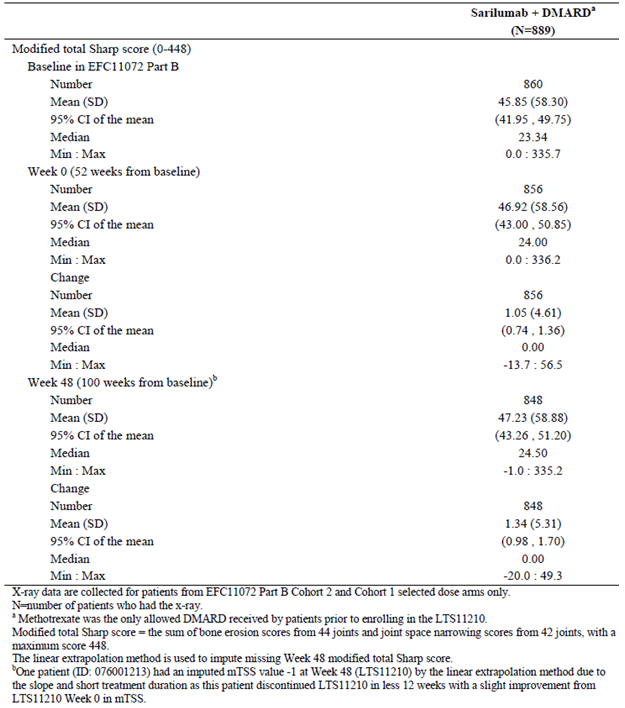 Sarilumab + DMARDa
(N=889)
Modified total Sharp score (0-448)
Baseline in EFC11072 Part B
Number 860
Mean (SD) 45.85 (58.30)
95% CI of the mean (41.95 , 49.75)
Median 23.34
Min : Max 0.0 : 335.7
Week 0 (52 weeks from baseline)
Number 856
Mean (SD) 46.92 (58.56)
95% CI of the mean (43.00 , 50.85)
Median 24.00
Min : Max 0.0 : 336.2
Change
Number 856
Mean (SD) 1.05 (4.61)
95% CI of the mean (0.74 , 1.36)
Median 0.00
Min : Max -13.7 : 56.5
Week 48 (100 weeks from baseline)b
Number 848
Mean (SD) 47.23 (58.88)
95% CI of the mean (43.26 , 51.20)
Median 24.50
Min : Max -1.0 : 335.2
Change
Number 848
Mean (SD) 1.34 (5.31)
95% CI of the mean (0.98 , 1.70)
Median 0.00
Min : Max -20.0 : 49.3
X-ray data are collected for patients from EFC11072 Part B Cohort 2 and Cohort 1 selected dose arms only.
N=number of patients who had the x-ray.
a Methotrexate was the only allowed DMARD received by patients prior to enrolling in the LTS11210.
Modified total Sharp score = the sum of bone erosion scores from 44 joints and joint space narrowing scores from 42 joints, with a
maximum score 448.
The linear extrapolation method is used to impute missing Week 48 modified total Sharp score.
bOne patient (ID: 076001213) had an imputed mTSS value -1 at Week 48 (LTS11210) by the linear extrapolation method due to
the slope and short treatment duration as this patient discontinued LTS11210 in less 12 weeks with a slight improvement from
LTS11210 Week 0 in mTSS.